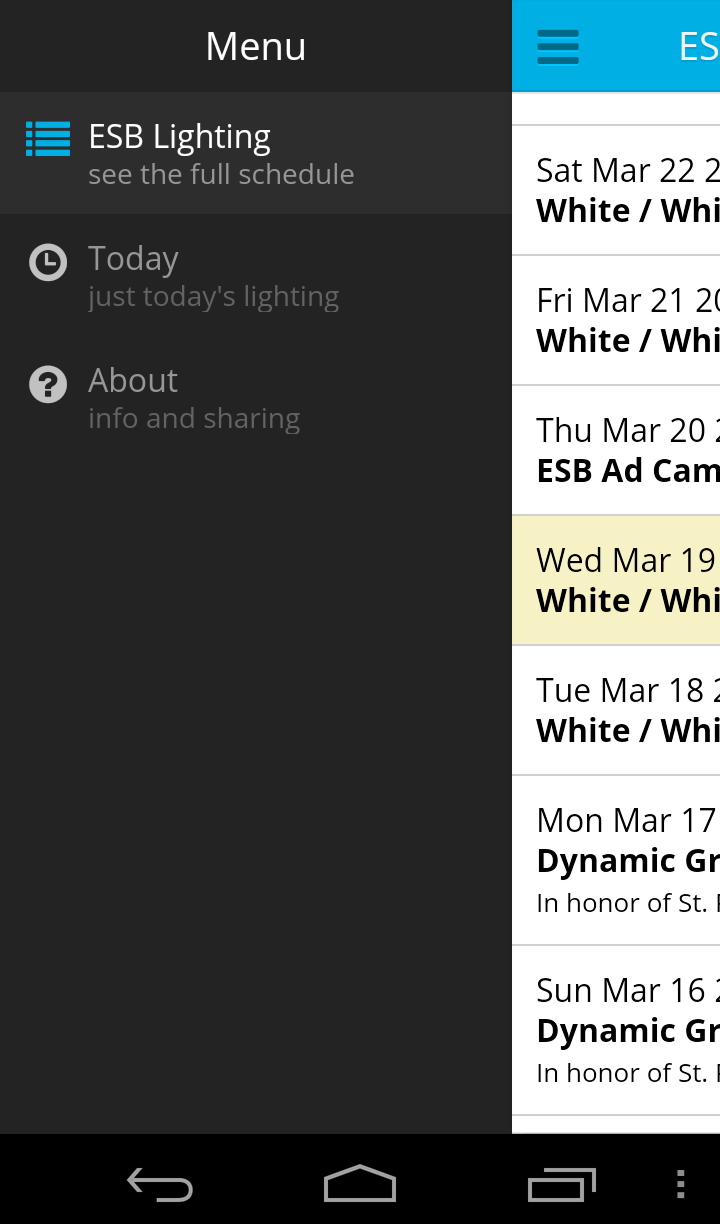 Menu
ESB Lighting
see the full schedule
Today
just today's lighting
About
info and sharing
ES
Sat Mar 22 2
White / Whi
Fri Mar 21 20
White / Whi
Thu Mar 20 2
ESB Ad Cam
Wed Mar 19
White / Whi
Tue Mar 18 2
White / Whi
Mon Mar 17
Dynamic Gr
In honor of St. P
Sun Mar 16 2
Dynamic Gr
In honor of St. P